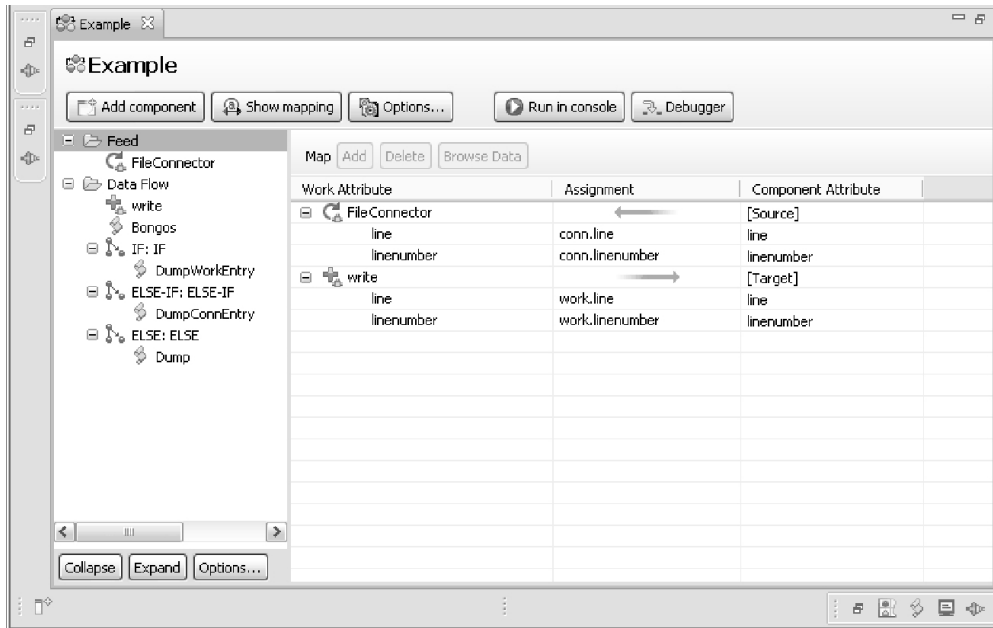 Example
Example
Add component Show mapping Options... Run in console Debugger
Feed
FileConnector
Data Flow
write
Bongos
IF: IF
DumpWorkEntry
ELSE-IF: ELSE-IF
DumpConnEntry
ELSE: ELSE
Dump
Collapse Expand Options...
Map Add Delete Browse Data
Work Attribute Assignment Component Attribute
FileConnector [Source]
line conn.line line
linenumber conn.linenumber linenumber
write [Target]
line work.line line
linenumber work.linenumber linenumber